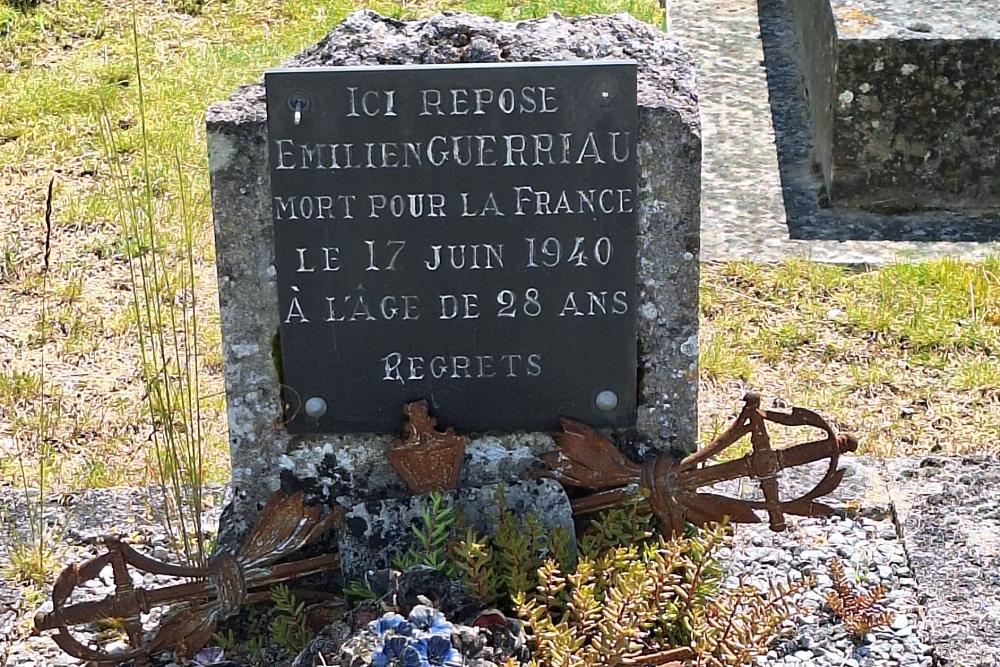 Ici repose
Emilien Guerriau
mort pour la France
le 17 juin 1940
à l'âge de 28 ans
Regrets